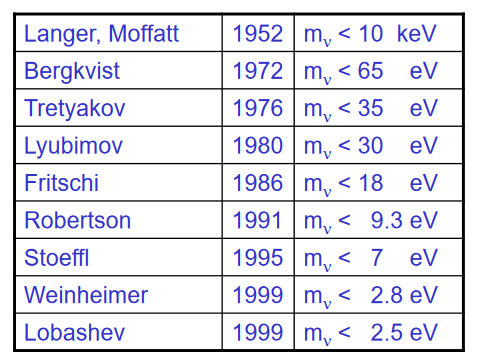 Langer, Moffatt 1952 mν < 10 keV
Bergkvist 1972 mν < 65 eV
Tretyakov 1976 mν < 35 eV
Lyubimov 1980 mν < 30 eV
Fritschi 1986 mν < 18 eV
Robertson 1991 mν < 9.3 eV
Stoeffl 1995 mν < 7 eV
Weinheimer 1999 mν < 2.8 eV
Lobashev 1999 mν < 2.5 eV